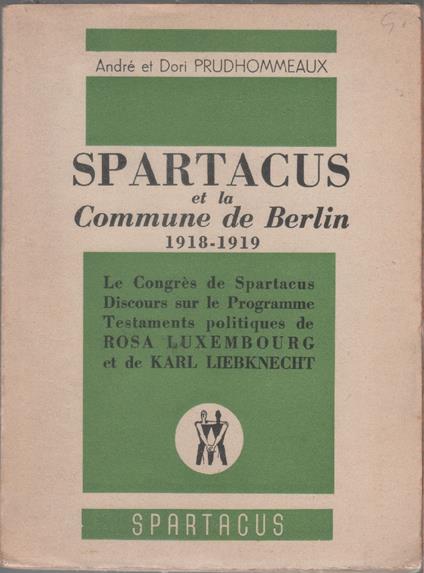 André et Dori PRUDHOMMEAUX
SPARTACUS
et la
Commune de Berlin
1918-1919
Le Congrès de Spartacus
Discours sur le Programme
Testaments politiques de
ROSA LUXEMBOURG
et de KARL LIEBKNECHT
SPARTACUS